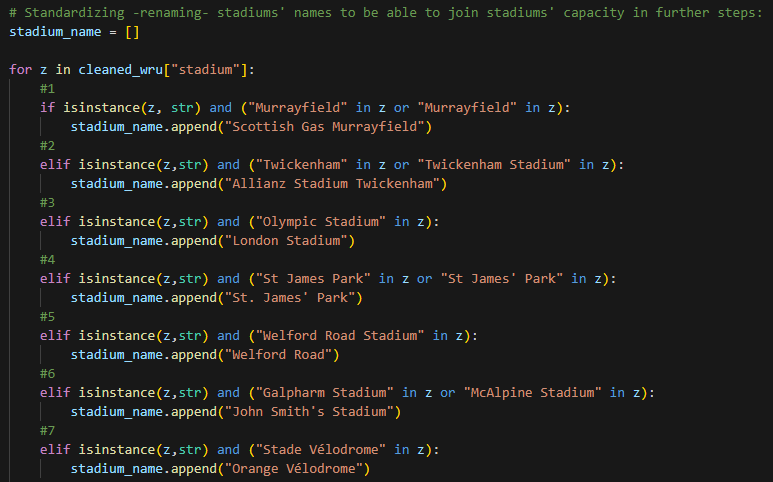 # Standardizing -renaming- stadiums' names to be able to join stadiums' capacity in further steps:
stadium_name = []
for z in cleaned_wru["stadium"]:
#1
if isinstance(z, str) and ("Murrayfield" in z or "Murrayfield" in z):
stadium_name.append("Scottish Gas Murrayfield")
#2
elif isinstance(z,str) and ("Twickenham" in z or "Twickenham Stadium" in z):
stadium_name.append("Allianz Stadium Twickenham")
#3
elif isinstance(z,str) and ("Olympic Stadium" in z):
stadium_name.append("London Stadium")
#4
elif isinstance(z,str) and ("St James Park" in z or "St James' Park" in z):
stadium_name.append("St. James' Park")
#5
elif isinstance(z,str) and ("Welford Road Stadium" in z):
stadium_name.append("Welford Road")
#6
elif isinstance(z,str) and ("Galpharm Stadium" in z or "McAlpine Stadium" in z):
stadium_name.append("John Smith's Stadium")
#7
elif isinstance(z,str) and ("Stade Vélodrome" in z):
stadium_name.append("Orange Vélodrome")